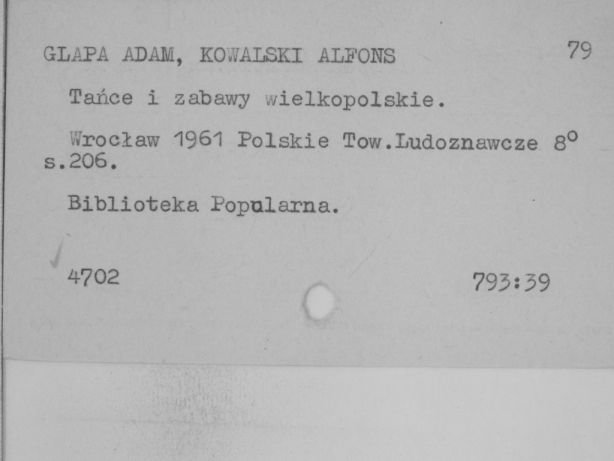 GLAPA ADAM, KOWALSKI ALFONS 79
Tańce i zabawy wielkopolskie.
Wrocław 1961 Polskie Tow.Ludoznawcze 8º
s.206.
Biblioteka Popularna.
4702 793:39